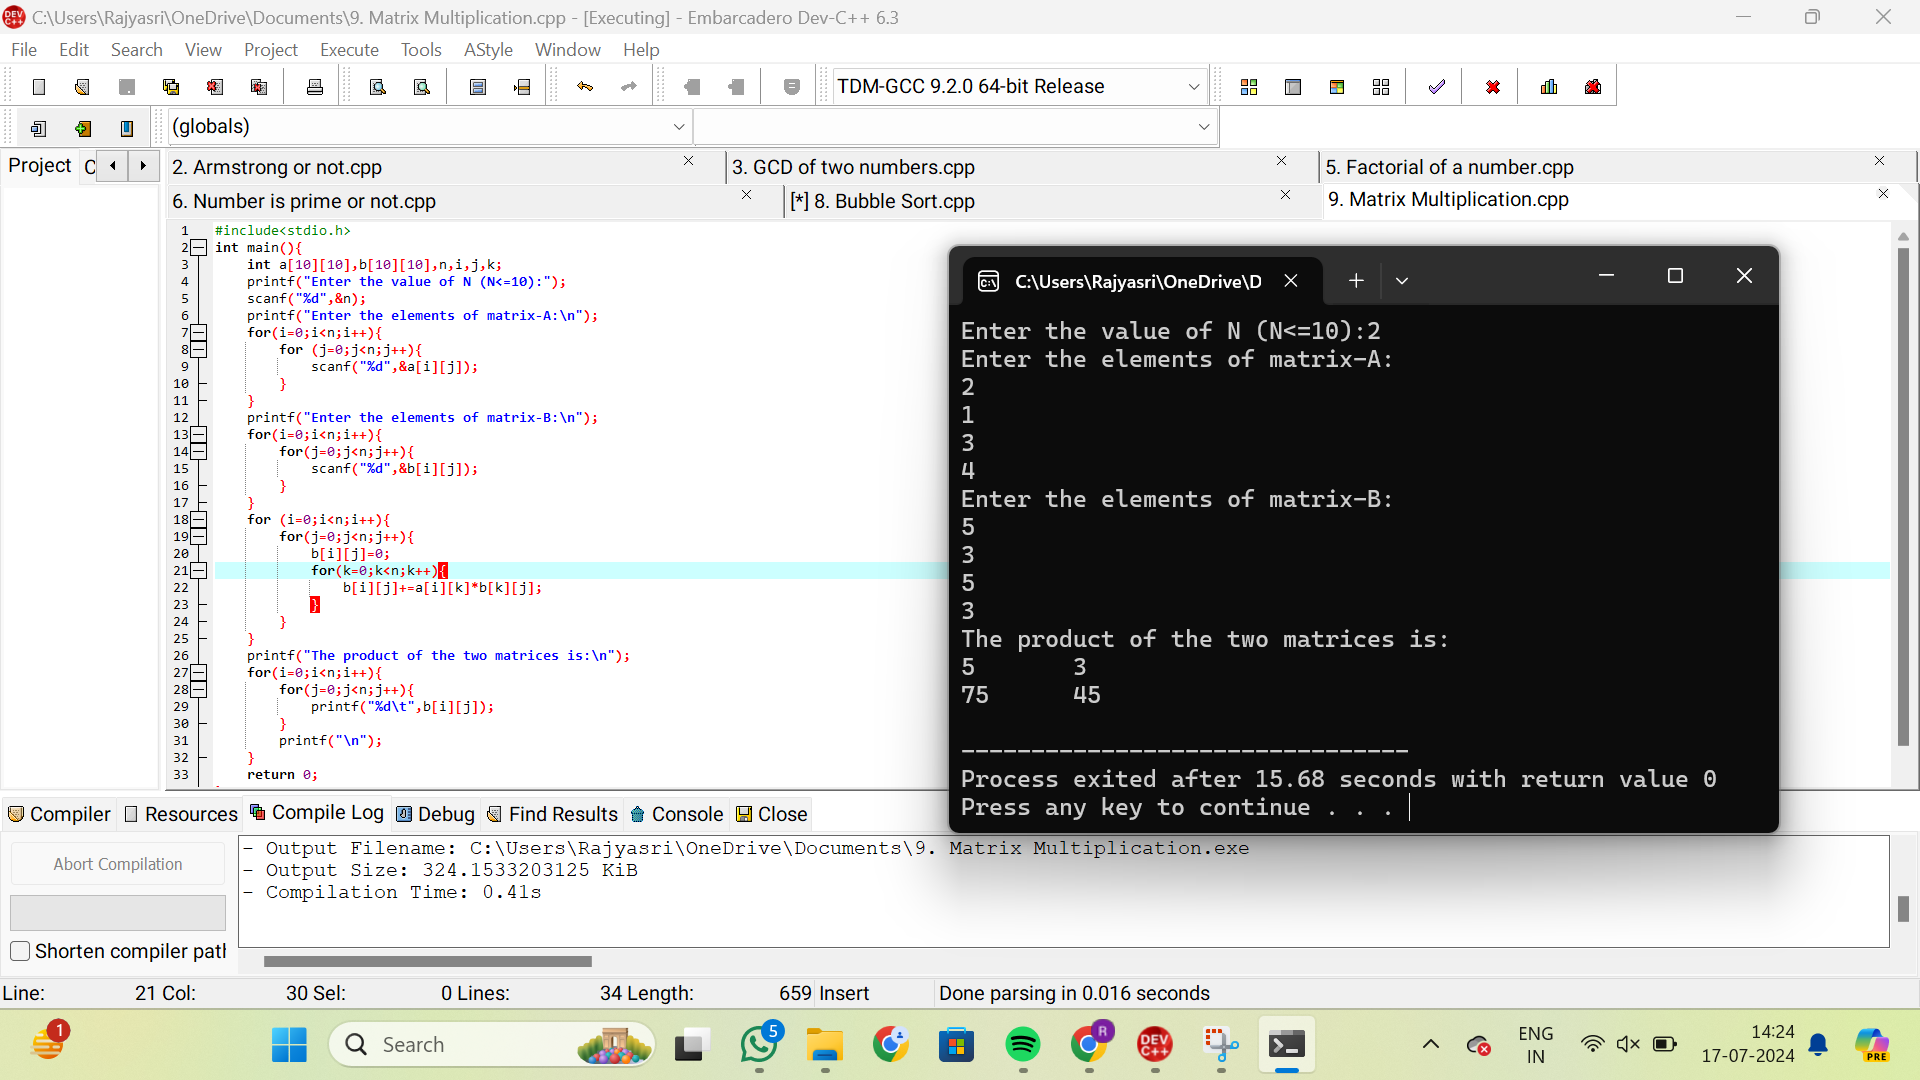 C:\Users\Rajyasri\OneDrive\Documents\9. Matrix Multiplication.cpp - [Executing] - Embarcadero Dev-C++ 6.3
File Edit Search View Project Execute Tools AStyle Window Help
TDM-GCC 9.2.0 64-bit Release
(globals)
Project C
2. Armstrong or not.cpp 3. GCD of two numbers.cpp 5. Factorial of a number.cpp
6. Number is prime or not.cpp [*] 8. Bubble Sort.cpp 9. Matrix Multiplication.cpp
1 #include<stdio.h>
2 int main(){
3 int a[10][10],b[10][10],n,i,j,k;
4 printf("Enter the value of N (N<=10):");
5 scanf("%d",&n);
6 printf("Enter the elements of matrix-A:\n");
7 for(i=0;i<n;i++){
8 for (j=0;j<n;j++){
9 scanf("%d",&a[i][j]);
10 }
11 }
12 printf("Enter the elements of matrix-B:\n");
13 for(i=0;i<n;i++){
14 for(j=0;j<n;j++){
15 scanf("%d",&b[i][j]);
16 }
17 }
18 for (i=0;i<n;i++){
19 for(j=0;j<n;j++){
20 b[i][j]=0;
21 for(k=0;k<n;k++){
22 b[i][j]+=a[i][k]*b[k][j];
23 }
24 }
25 }
26 printf("The product of the two matrices is:\n");
27 for(i=0;i<n;i++){
28 for(j=0;j<n;j++){
29 printf("%d\t",b[i][j]);
30 }
31 printf("\n");
32 }
33 return 0;
C:\Users\Rajyasri\OneDrive\D
Enter the value of N (N<=10):2
Enter the elements of matrix-A:
2
1
3
4
Enter the elements of matrix-B:
5
3
5
3
The product of the two matrices is:
5 3
75 45
--------------------------------
Process exited after 15.68 seconds with return value 0
Press any key to continue . . .
Compiler Resources Compile Log Debug Find Results Console Close
Abort Compilation
Shorten compiler path
- Output Filename: C:\Users\Rajyasri\OneDrive\Documents\9. Matrix Multiplication.exe
- Output Size: 324.1533203125 KiB
- Compilation Time: 0.41s
Line: 21 Col: 30 Sel: 0 Lines: 34 Length: 659 Insert Done parsing in 0.016 seconds
1
Search
5
R
DEV C++
ENG
IN
14:24
17-07-2024
PRE